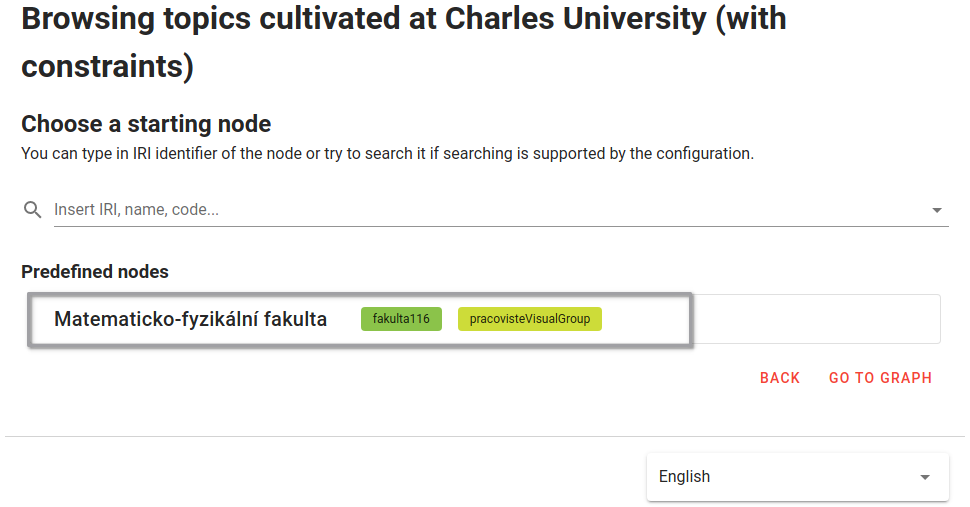 Browsing topics cultivated at Charles University (with
constraints)
Choose a starting node
You can type in IRI identifier of the node or try to search it if searching is supported by the configuration.
Insert IRI, name, code...
Predefined nodes
Matematicko-fyzikální fakulta fakulta116 pracovisteVisualGroup
BACK GO TO GRAPH
English